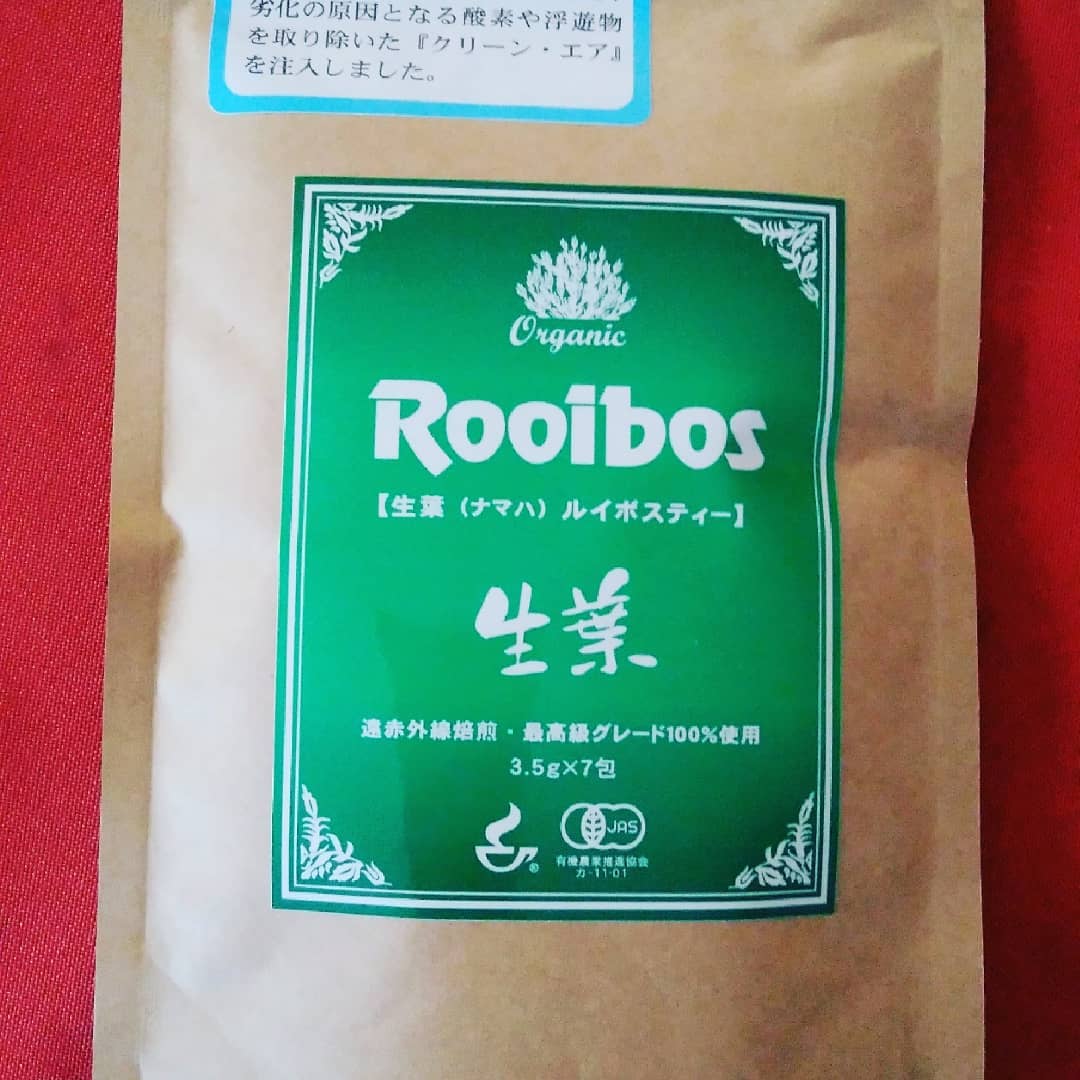 劣化の原因となる酸素や浮遊物
を取り除いた『クリーン・エア』
を注入しました。
Organic
Rooibos
【生葉（ナマハ）ルイボスティー】
生葉
遠赤外線焙煎・最高級グレード100%使用
3.5g×7包
®
JAS
有機農業推進協会
カ-11-01